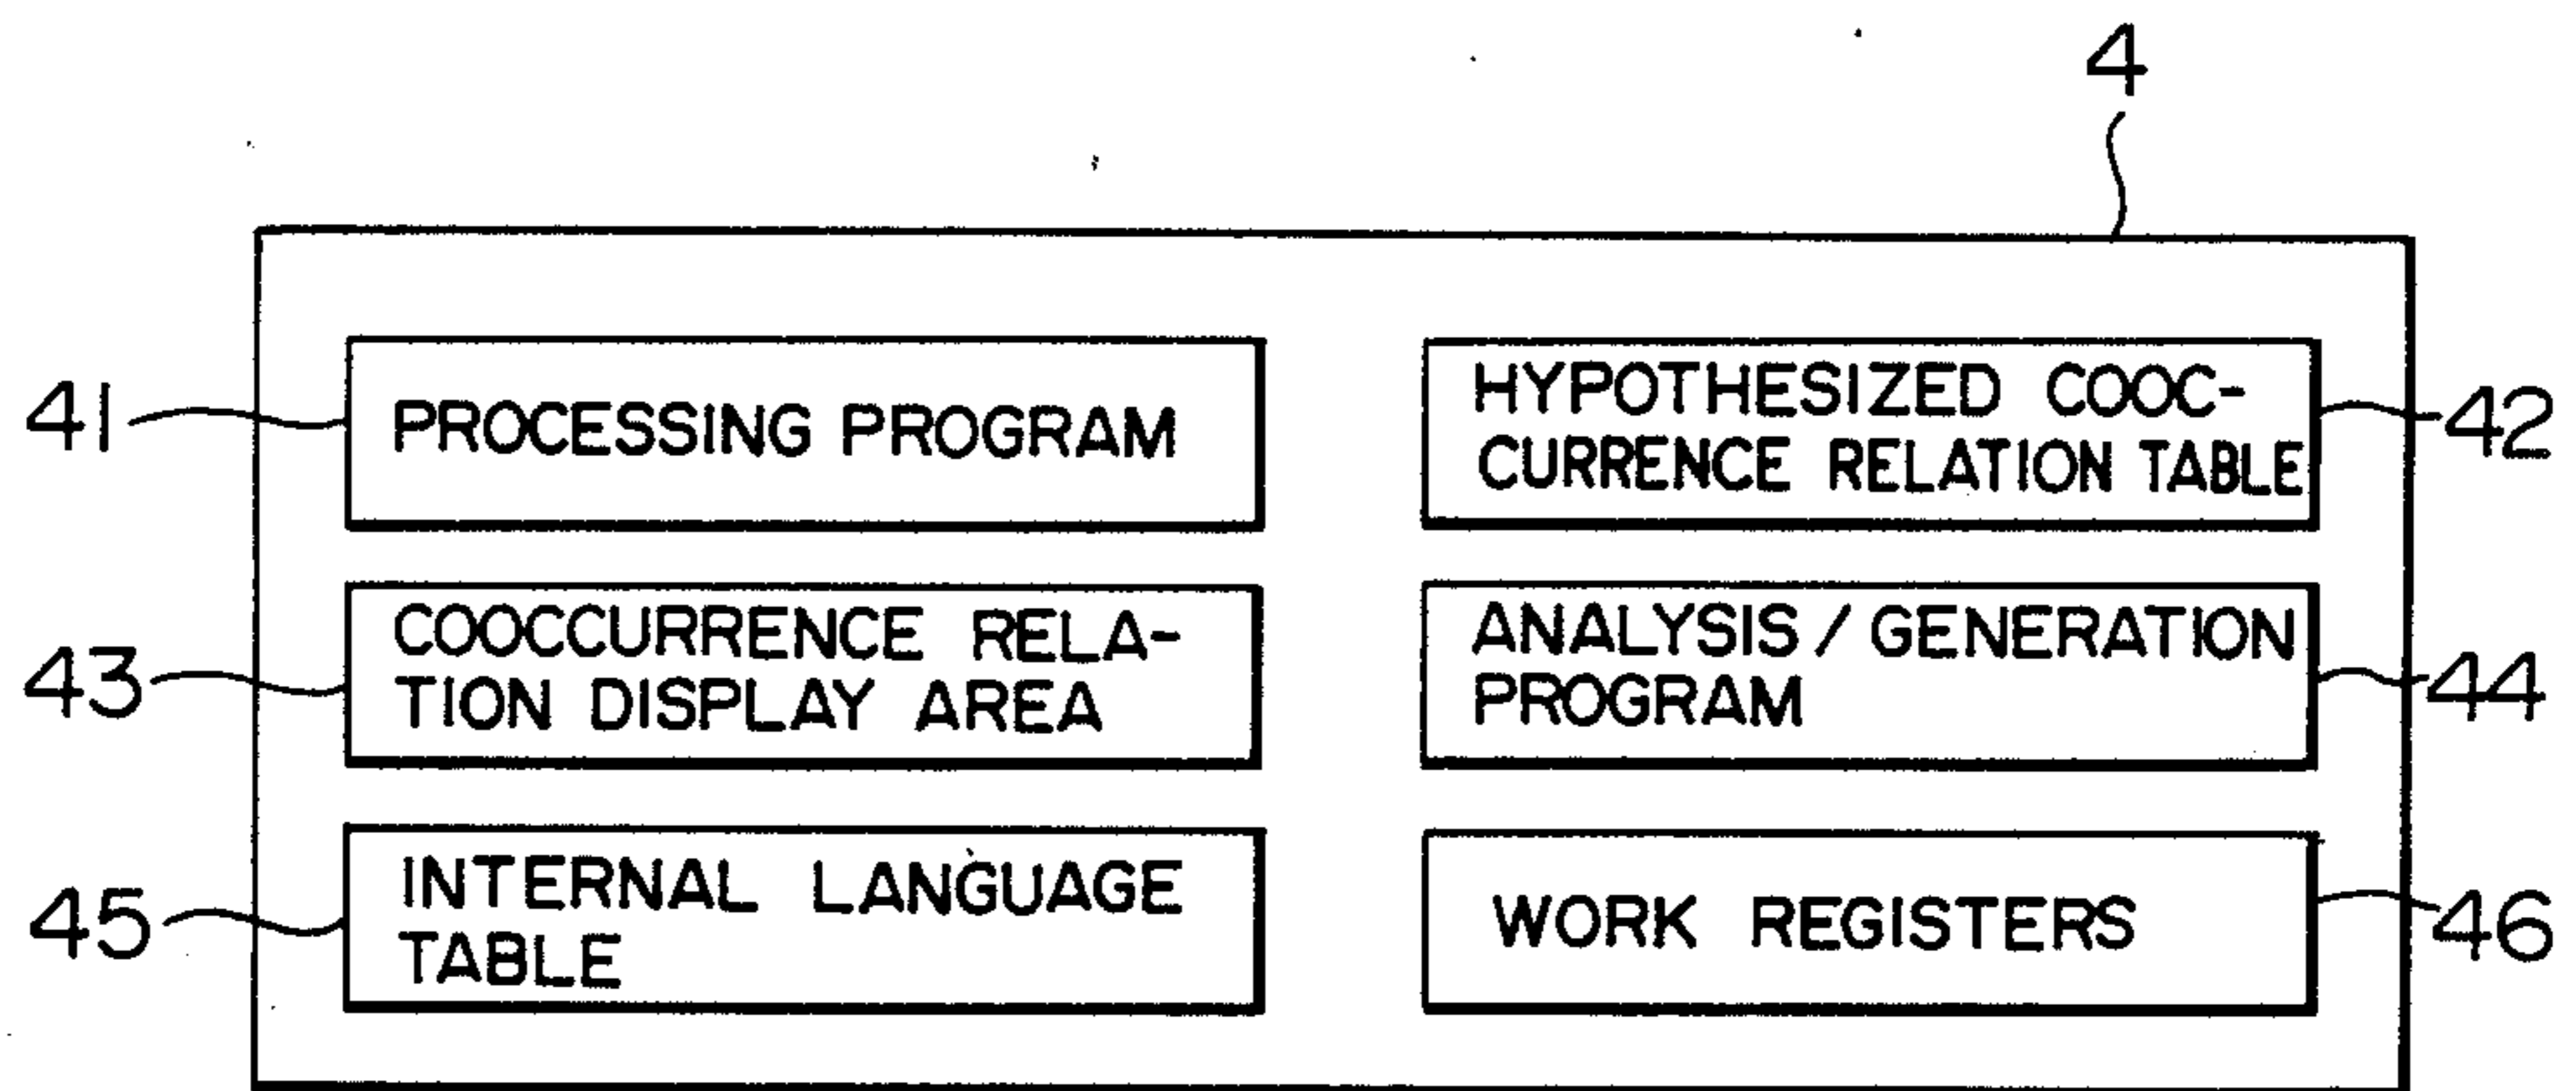 4
41
PROCESSING PROGRAM
HYPOTHESIZED COOC-
CURRENCE RELATION TABLE
42
43
COOCCURRENCE RELA-
TION DISPLAY AREA
ANALYSIS / GENERATION
PROGRAM
44
45
INTERNAL LANGUAGE
TABLE
WORK REGISTERS
46